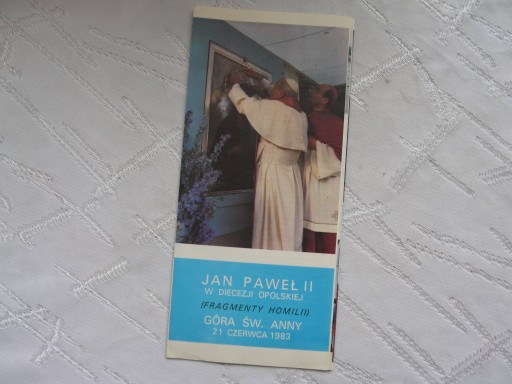 JAN PAWEŁ II
W DIECEZJI OPOLSKIEJ
(FRAGMENTY HOMILII)
GÓRA ŚW. ANNY
21 CZERWCA 1983